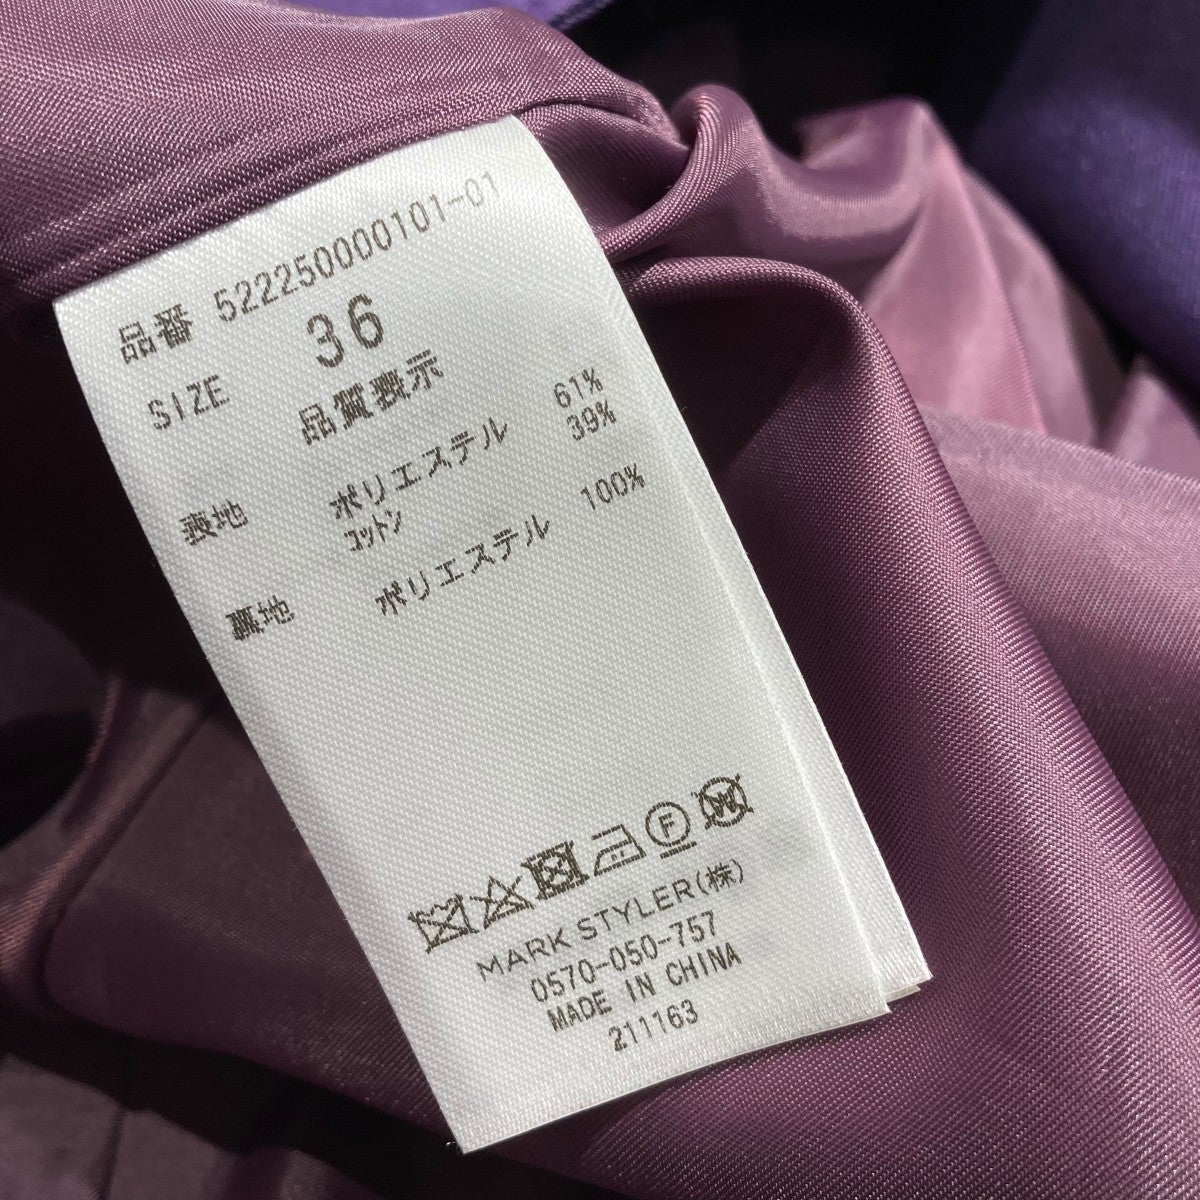 品番 522250000101-01
SIZE 36
品質表示
表地 ポリエステル 61%
コットン 39%
裏地 ポリエステル 100%
F W
MARK STYLER(株)
0570-050-757
MADE IN CHINA
211163